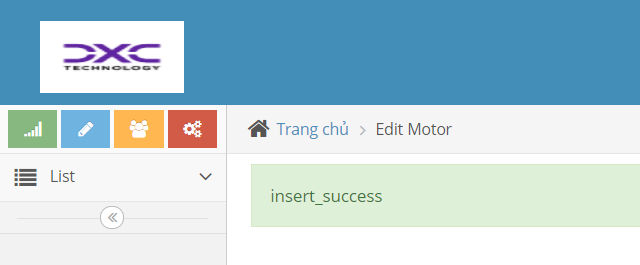 DXC
TECHNOLOGY
Trang chủ > Edit Motor
List
insert_success